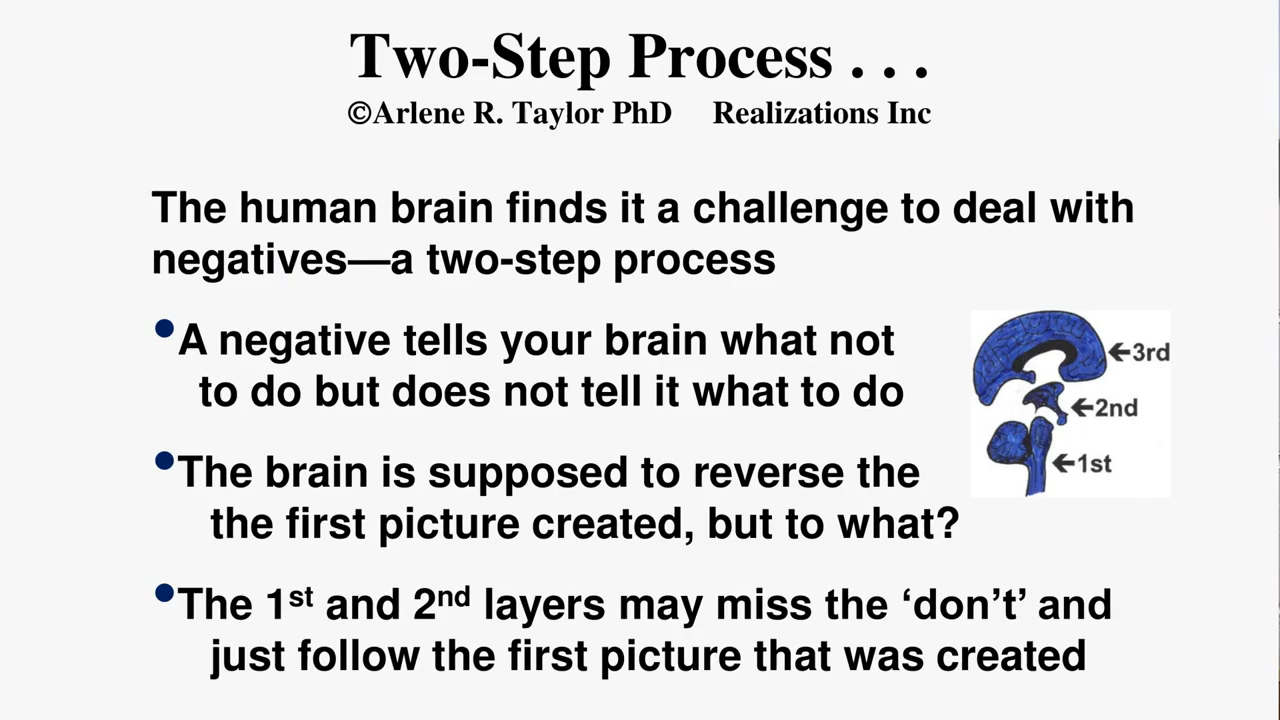 Two-Step Process . . .
©Arlene R. Taylor PhD Realizations Inc
The human brain finds it a challenge to deal with
negatives—a two-step process
•A negative tells your brain what not
to do but does not tell it what to do
•The brain is supposed to reverse the
the first picture created, but to what?
•The 1st and 2nd layers may miss the ‘don’t’ and
just follow the first picture that was created
←3rd
←2nd
←1st